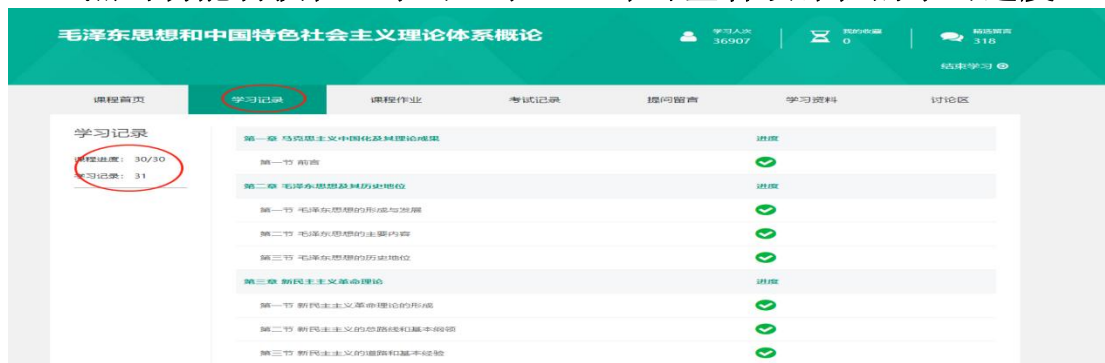 毛泽东思想和中国特色社会主义理论体系概论
学习人次
36907
我的收藏
0
精选留言
318
结束学习
课程首页
学习记录
课程作业
考试记录
提问留言
学习资料
讨论区
学习记录
课程进度： 30/30
学习记录： 31
第一章 马克思主义中国化及其理论成果 进度
第一节 前言
第二章 毛泽东思想及其历史地位 进度
第一节 毛泽东思想的形成与发展
第二节 毛泽东思想的主要内容
第三节 毛泽东思想的历史地位
第三章 新民主主义革命理论 进度
第一节 新民主主义革命理论的形成
第二节 新民主主义的总路线和基本纲领
第三节 新民主主义的道路和基本经验